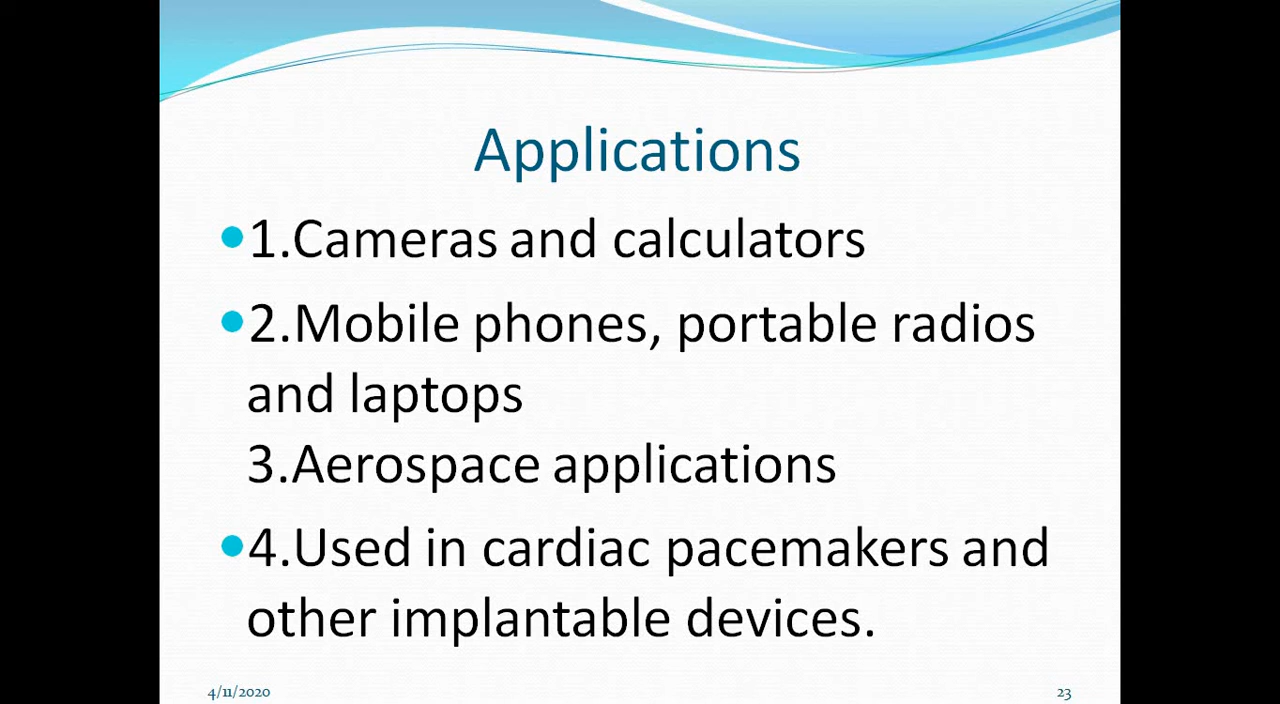 Applications
1.Cameras and calculators
2.Mobile phones, portable radios
and laptops
3.Aerospace applications
4.Used in cardiac pacemakers and
other implantable devices.
4/11/2020
23